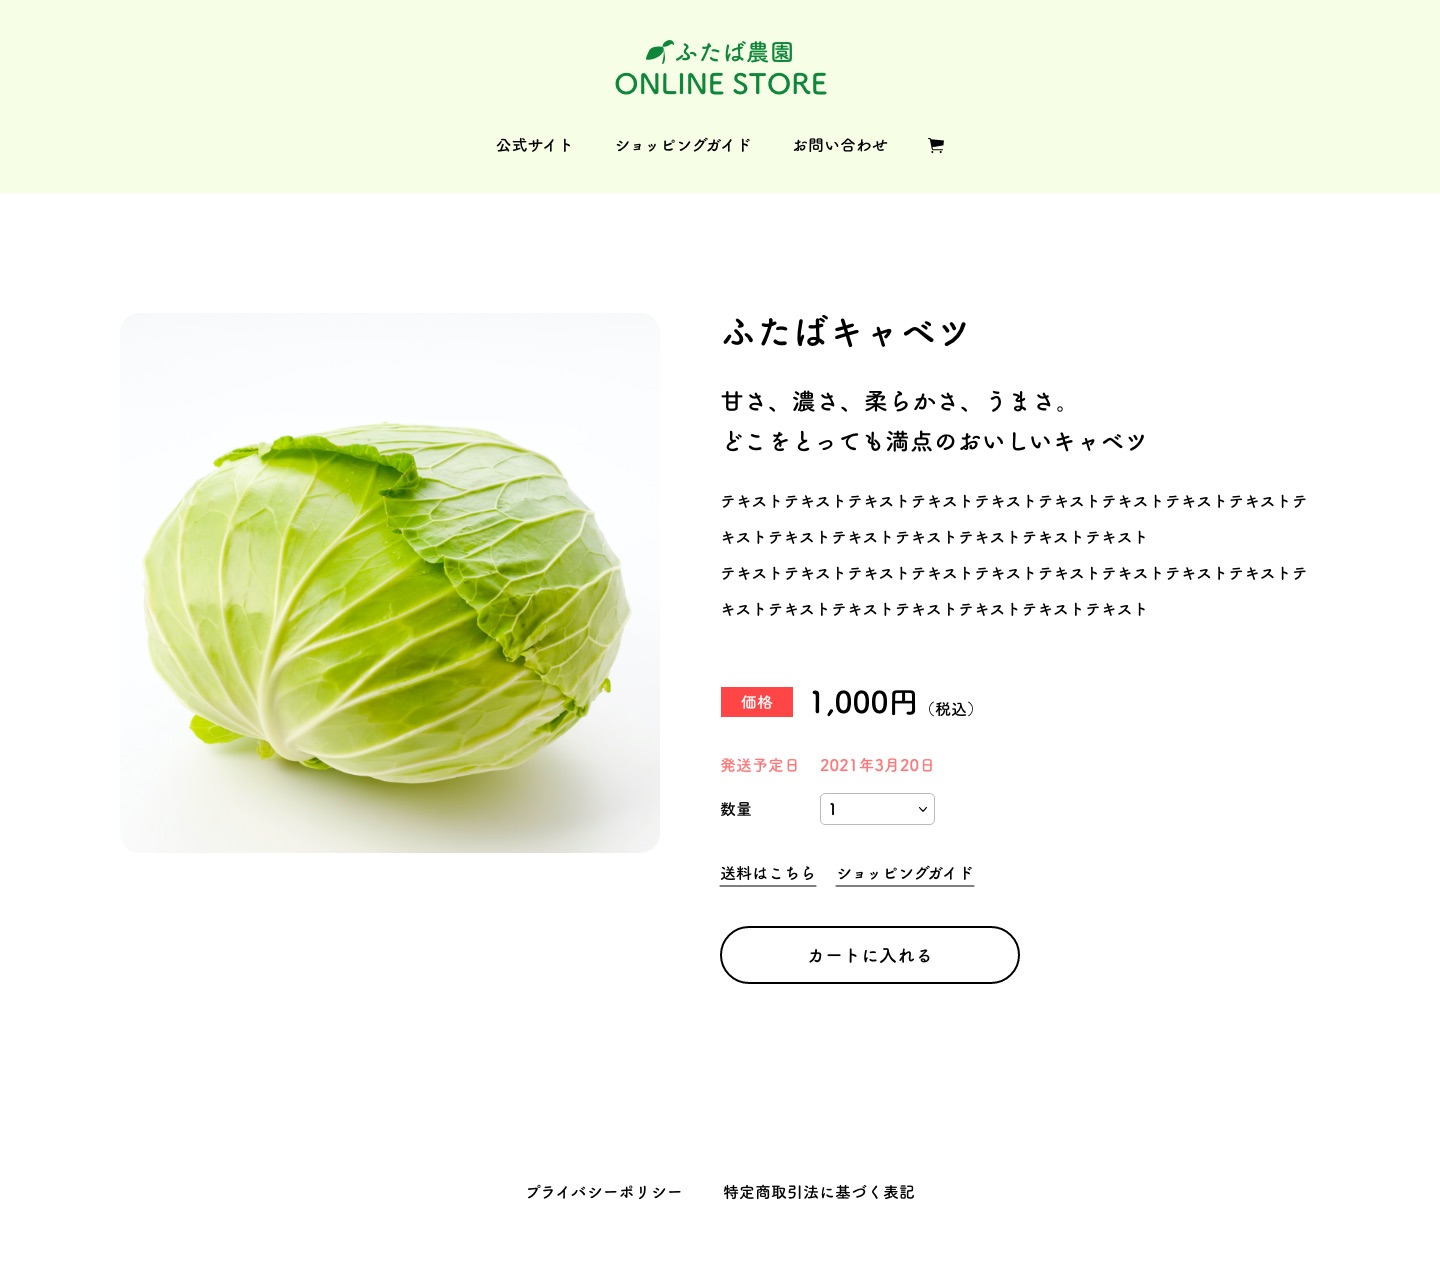 ふたば農園
ONLINE STORE
公式サイト
ショッピングガイド
お問い合わせ
ふたばキャベツ
甘さ、濃さ、柔らかさ、うまさ。
どこをとっても満点のおいしいキャベツ
テキストテキストテキストテキストテキストテキストテキストテキストテキストテ
キストテキストテキストテキストテキストテキストテキスト
テキストテキストテキストテキストテキストテキストテキストテキストテキストテ
キストテキストテキストテキストテキストテキストテキスト
価格 1,000円（税込）
発送予定日 2021年3月20日
数量 1
送料はこちら ショッピングガイド
カートに入れる
プライバシーポリシー
特定商取引法に基づく表記